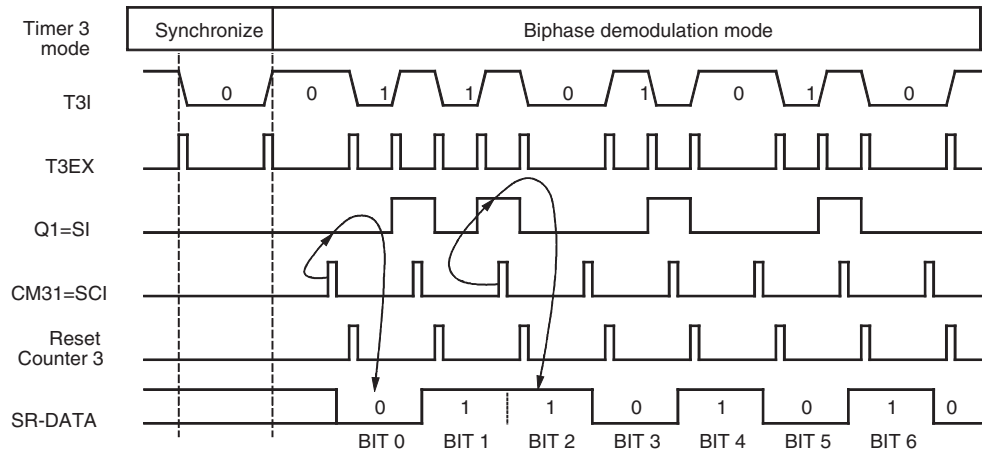 Timer 3 mode Synchronize Biphase demodulation mode
T3I 0 0 1 1 0 1 0 1 0
T3EX
Q1=SI
CM31=SCI
Reset
Counter 3
SR-DATA 0 1 1 0 1 0 1 0
BIT 0 BIT 1 BIT 2 BIT 3 BIT 4 BIT 5 BIT 6